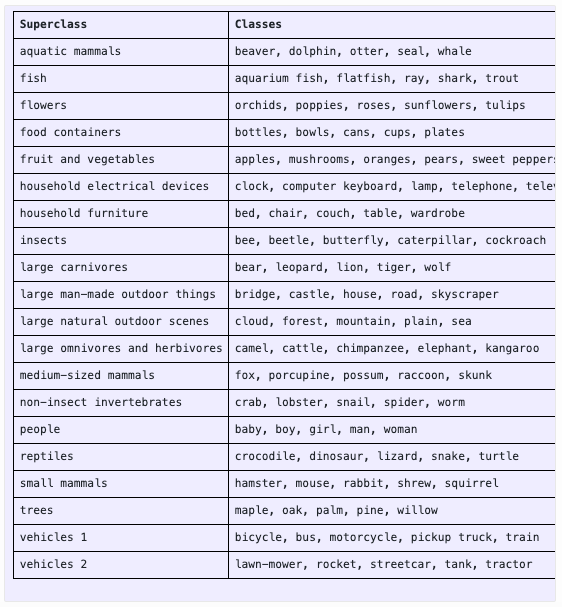 Superclass Classes
aquatic mammals beaver, dolphin, otter, seal, whale
fish aquarium fish, flatfish, ray, shark, trout
flowers orchids, poppies, roses, sunflowers, tulips
food containers bottles, bowls, cans, cups, plates
fruit and vegetables apples, mushrooms, oranges, pears, sweet peppers
household electrical devices clock, computer keyboard, lamp, telephone,
household furniture bed, chair, couch, table, wardrobe
insects bee, beetle, butterfly, caterpillar, cockroach
large carnivores bear, leopard, lion, tiger, wolf
large man-made outdoor things bridge, castle, house, road, skyscraper
large natural outdoor scenes cloud, forest, mountain, plain, sea
large omnivores and herbivores camel, cattle, chimpanzee, elephant, kangaroo
medium-sized mammals fox, porcupine, possum, raccoon, skunk
non-insect invertebrates crab, lobster, snail, spider, worm
people baby, boy, girl, man, woman
reptiles crocodile, dinosaur, lizard, snake, turtle
small mammals hamster, mouse, rabbit, shrew, squirrel
trees maple, oak, palm, pine, willow
vehicles 1 bicycle, bus, motorcycle, pickup truck, train
vehicles 2 lawn-mower, rocket, streetcar, tank, tractor